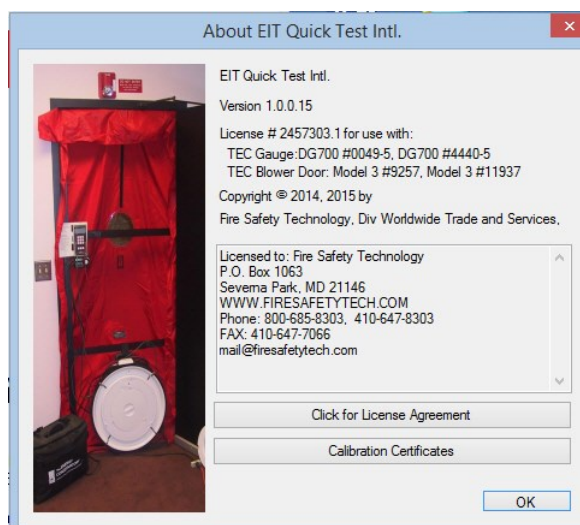 About EIT Quick Test Intl.
EIT Quick Test Intl.
Version 1.0.0.15
License # 2457303.1 for use with:
TEC Gauge:DG700 #0049-5, DG700 #4440-5
TEC Blower Door: Model 3 #9257, Model 3 #11937
Copyright © 2014, 2015 by
Fire Safety Technology, Div Worldwide Trade and Services,
Licensed to: Fire Safety Technology
P.O. Box 1063
Severna Park, MD 21146
WWW.FIRESAFETYTECH.COM
Phone: 800-685-8303, 410-647-8303
FAX: 410-647-7066
mail@firesafetytech.com
Click for License Agreement
Calibration Certificates
OK